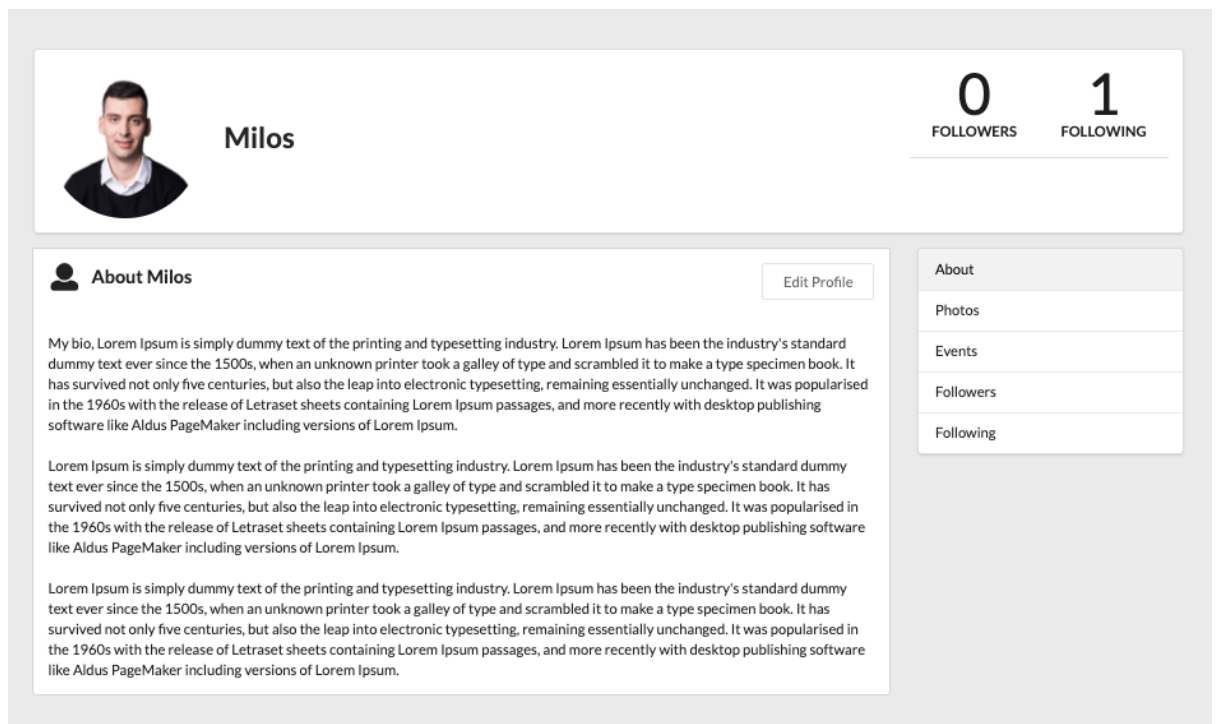 Milos
0
FOLLOWERS
1
FOLLOWING
About Milos
Edit Profile
My bio, Lorem Ipsum is simply dummy text of the printing and typesetting industry. Lorem Ipsum has been the industry's standard
dummy text ever since the 1500s, when an unknown printer took a galley of type and scrambled it to make a type specimen book. It
has survived not only five centuries, but also the leap into electronic typesetting, remaining essentially unchanged. It was popularised
in the 1960s with the release of Letraset sheets containing Lorem Ipsum passages, and more recently with desktop publishing
software like Aldus PageMaker including versions of Lorem Ipsum.
Lorem Ipsum is simply dummy text of the printing and typesetting industry. Lorem Ipsum has been the industry's standard dummy
text ever since the 1500s, when an unknown printer took a galley of type and scrambled it to make a type specimen book. It has
survived not only five centuries, but also the leap into electronic typesetting, remaining essentially unchanged. It was popularised in
the 1960s with the release of Letraset sheets containing Lorem Ipsum passages, and more recently with desktop publishing software
like Aldus PageMaker including versions of Lorem Ipsum.
Lorem Ipsum is simply dummy text of the printing and typesetting industry. Lorem Ipsum has been the industry's standard dummy
text ever since the 1500s, when an unknown printer took a galley of type and scrambled it to make a type specimen book. It has
survived not only five centuries, but also the leap into electronic typesetting, remaining essentially unchanged. It was popularised in
the 1960s with the release of Letraset sheets containing Lorem Ipsum passages, and more recently with desktop publishing software
like Aldus PageMaker including versions of Lorem Ipsum.
About
Photos
Events
Followers
Following